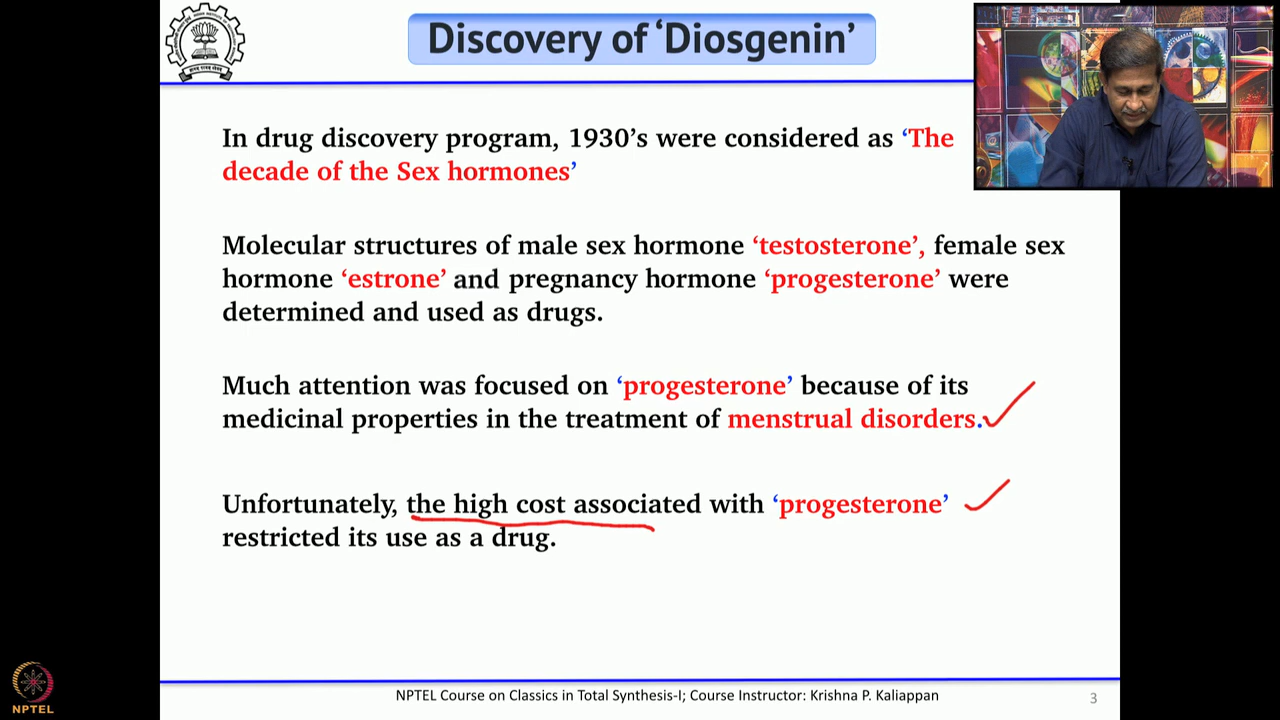 Discovery of ‘Diosgenin’
In drug discovery program, 1930’s were considered as ‘The
decade of the Sex hormones’
Molecular structures of male sex hormone ‘testosterone’, female sex
hormone ‘estrone’ and pregnancy hormone ‘progesterone’ were
determined and used as drugs.
Much attention was focused on ‘progesterone’ because of its
medicinal properties in the treatment of menstrual disorders.
Unfortunately, the high cost associated with ‘progesterone’
restricted its use as a drug.
NPTEL Course on Classics in Total Synthesis-I; Course Instructor: Krishna P. Kaliappan
3
NPTEL